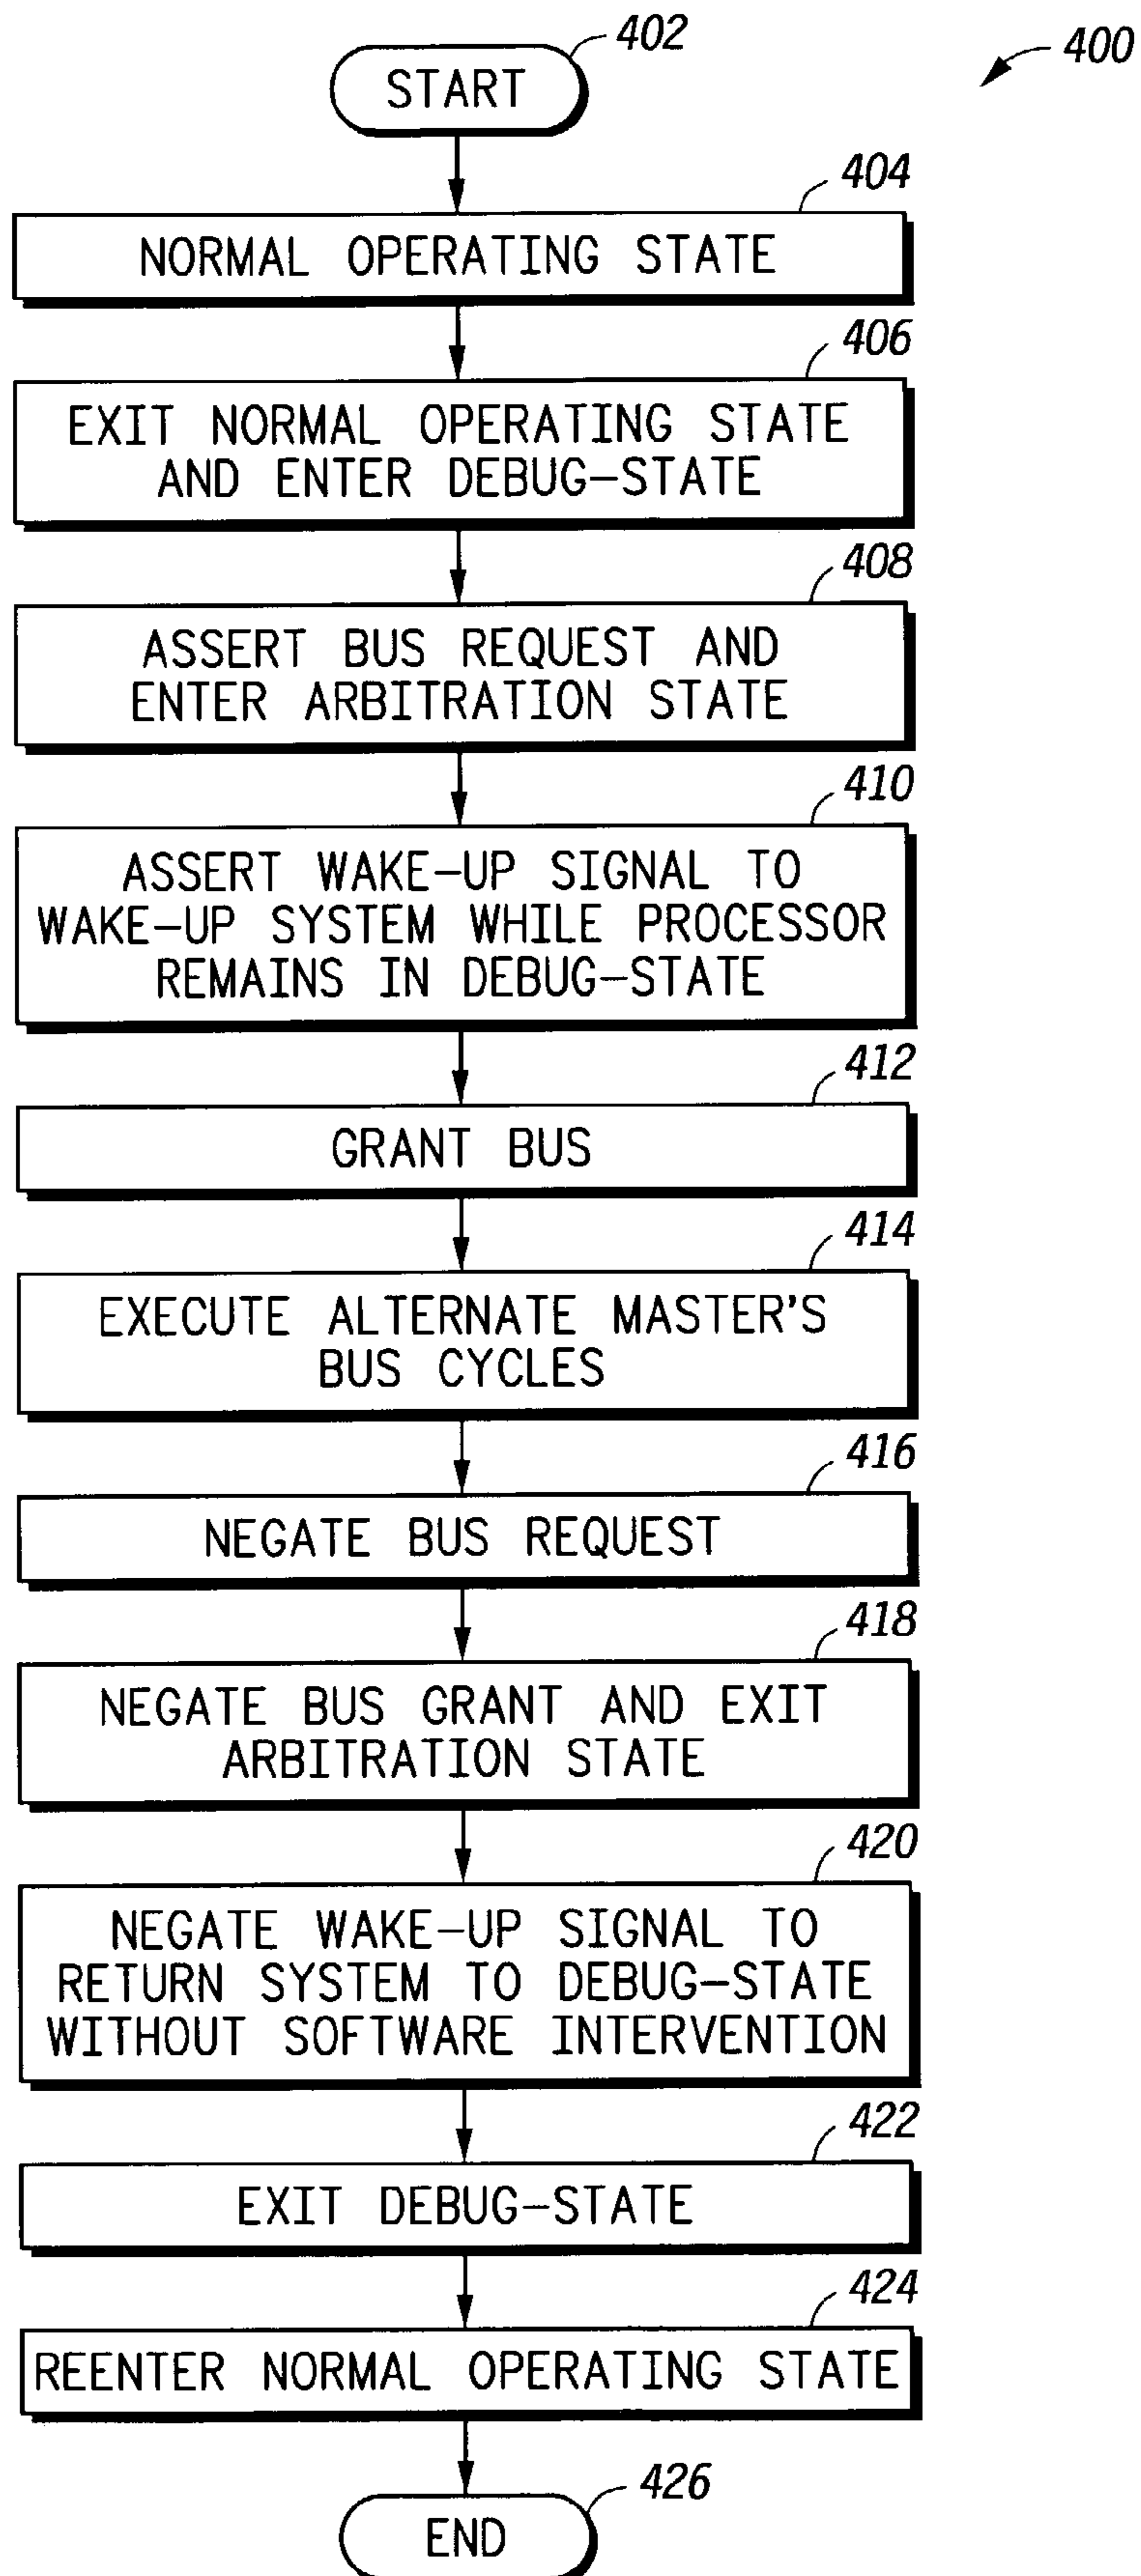 402
400
START
404
NORMAL OPERATING STATE
406
EXIT NORMAL OPERATING STATE
AND ENTER DEBUG-STATE
408
ASSERT BUS REQUEST AND
ENTER ARBITRATION STATE
410
ASSERT WAKE-UP SIGNAL TO
WAKE-UP SYSTEM WHILE PROCESSOR
REMAINS IN DEBUG-STATE
412
GRANT BUS
414
EXECUTE ALTERNATE MASTER'S
BUS CYCLES
416
NEGATE BUS REQUEST
418
NEGATE BUS GRANT AND EXIT
ARBITRATION STATE
420
NEGATE WAKE-UP SIGNAL TO
RETURN SYSTEM TO DEBUG-STATE
WITHOUT SOFTWARE INTERVENTION
422
EXIT DEBUG-STATE
424
REENTER NORMAL OPERATING STATE
426
END